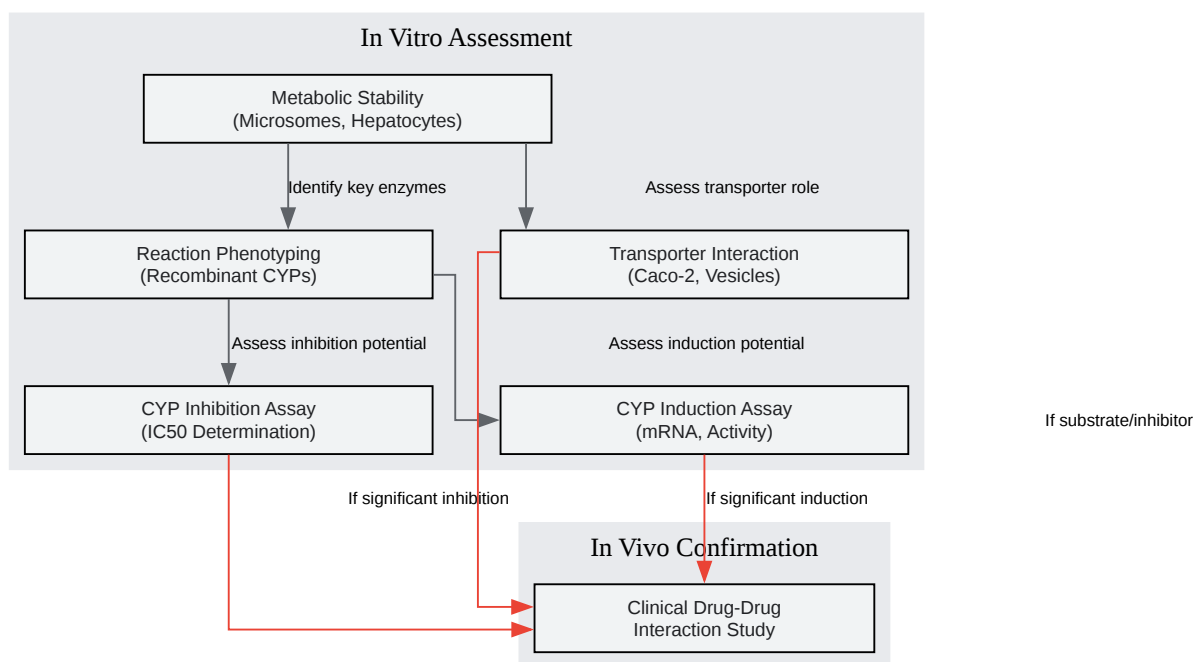 In Vitro Assessment
Metabolic Stability
(Microsomes, Hepatocytes)
Identify key enzymes
Assess transporter role
Reaction Phenotyping
(Recombinant CYPs)
Transporter Interaction
(Caco-2, Vesicles)
Assess inhibition potential
Assess induction potential
CYP Inhibition Assay
(IC50 Determination)
CYP Induction Assay
(mRNA, Activity)
If substrate/inhibitor
If significant inhibition
If significant induction
In Vivo Confirmation
Clinical Drug-Drug
Interaction Study